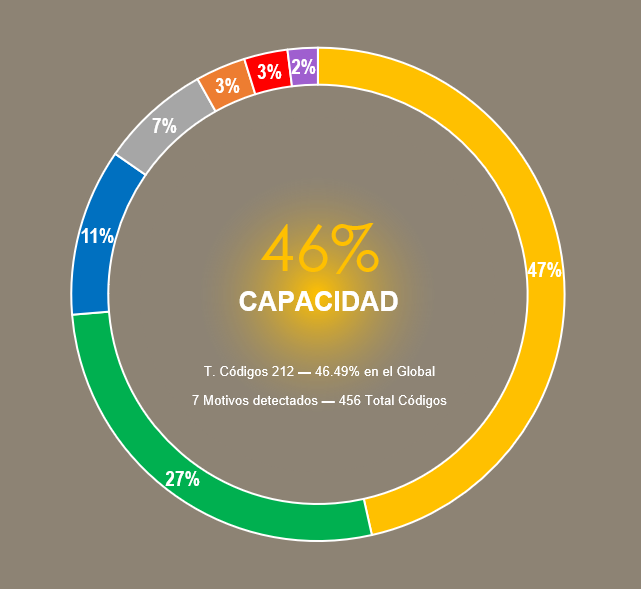 2%
3%
3%
7%
11%
46%
47%
CAPACIDAD
T. Códigos 212 — 46.49% en el Global
7 Motivos detectados — 456 Total Códigos
27%